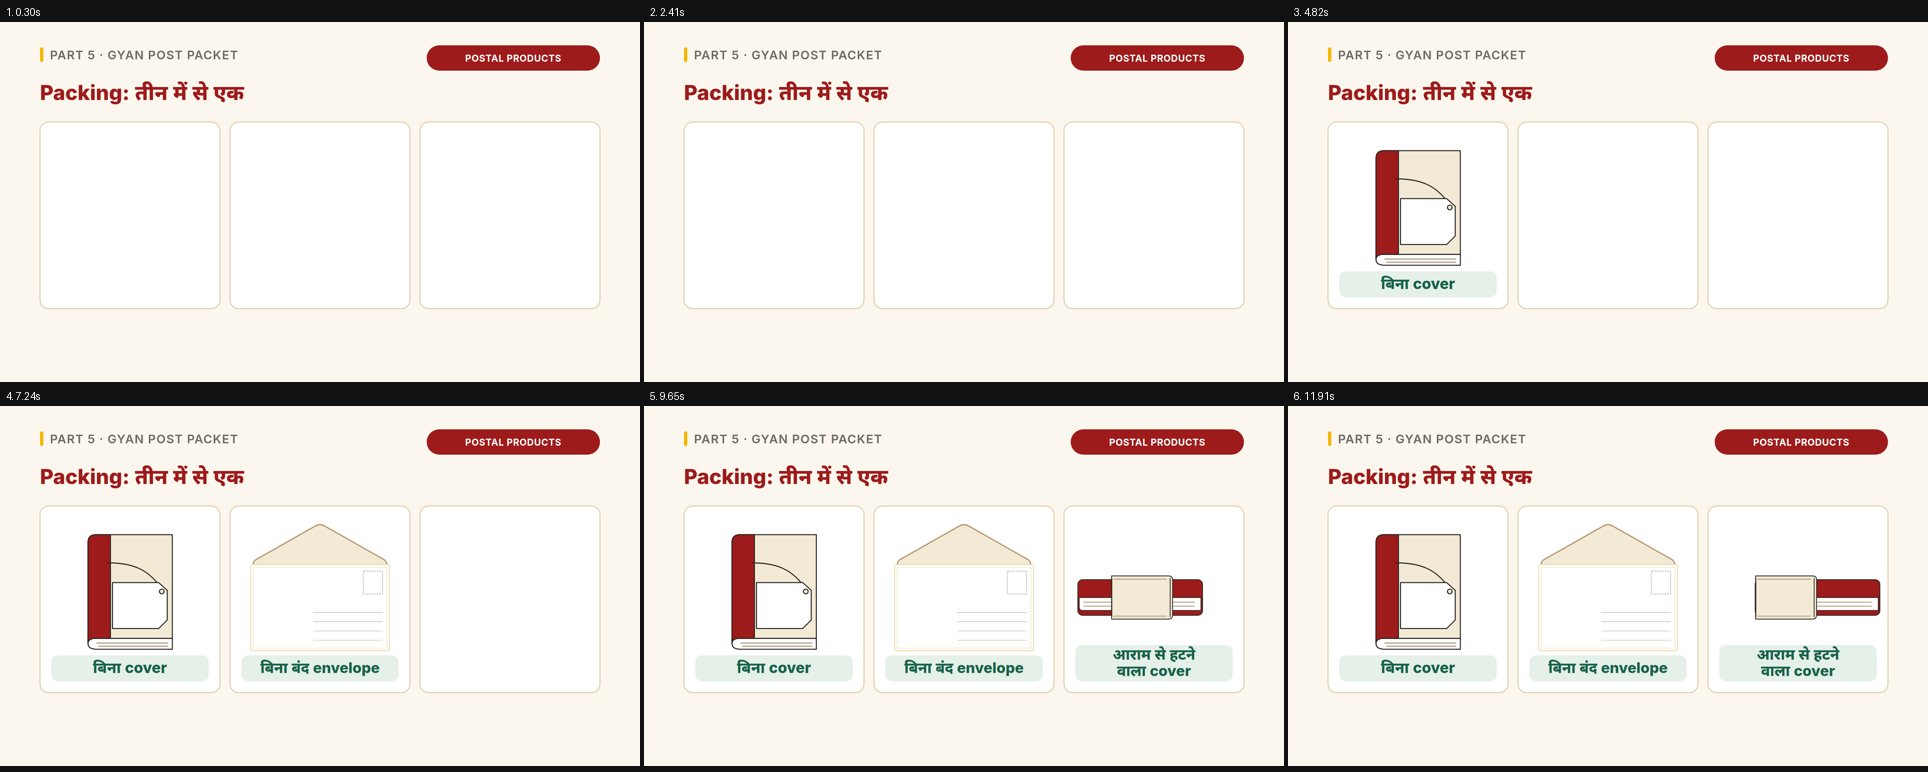 1. 0.30s
PART 5 · GYAN POST PACKET
POSTAL PRODUCTS
Packing: तीन में से एक
2. 2.41s
PART 5 · GYAN POST PACKET
POSTAL PRODUCTS
Packing: तीन में से एक
3. 4.82s
PART 5 · GYAN POST PACKET
POSTAL PRODUCTS
Packing: तीन में से एक
बिना cover
4. 7.24s
PART 5 · GYAN POST PACKET
POSTAL PRODUCTS
Packing: तीन में से एक
बिना cover
बिना बंद envelope
5. 9.65s
PART 5 · GYAN POST PACKET
POSTAL PRODUCTS
Packing: तीन में से एक
बिना cover
बिना बंद envelope
आराम से हटने
वाला cover
6. 11.91s
PART 5 · GYAN POST PACKET
POSTAL PRODUCTS
Packing: तीन में से एक
बिना cover
बिना बंद envelope
आराम से हटने
वाला cover